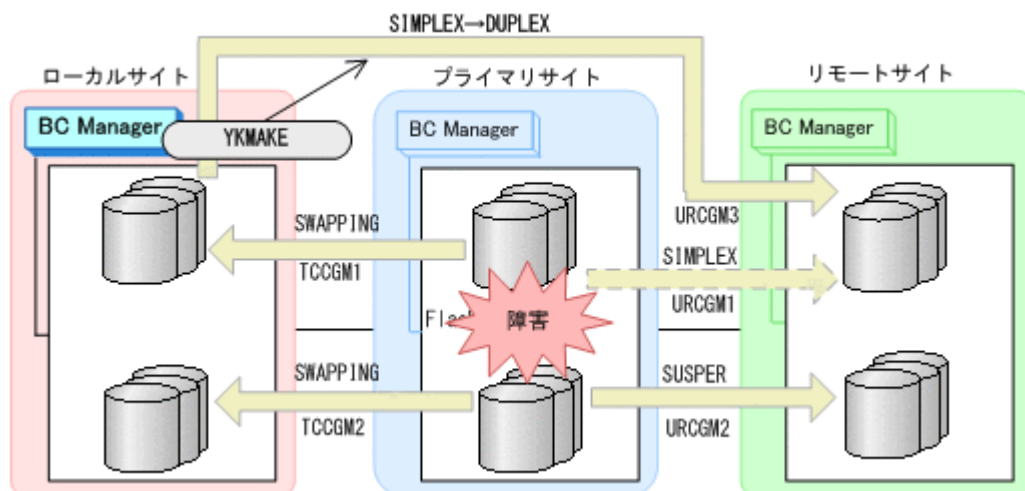 SIMPLEX→DUPLEX
ローカルサイト
プライマリサイト
リモートサイト
BC Manager
YKMAKE
BC Manager
BC Manager
SWAPPING
TCCGM1
URCGM3
SIMPLEX
URCGM1
障害
SWAPPING
TCCGM2
SUSPER
URCGM2